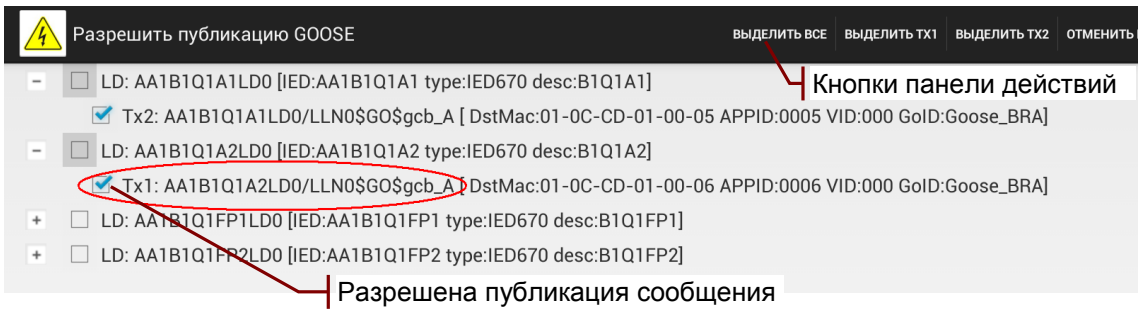 Разрешить публикацию GOOSE
ВЫДЕЛИТЬ ВСЕ ВЫДЕЛИТЬ TX1 ВЫДЕЛИТЬ TX2 ОТМЕНИТЬ
Кнопки панели действий
LD: AA1B1Q1A1LD0 [IED:AA1B1Q1A1 type:IED670 desc:B1Q1A1]
Tx2: AA1B1Q1A1LD0/LLN0$GO$gcb_A [ DstMac:01-0C-CD-01-00-05 APPID:0005 VID:000 GoID:Goose_BRA]
LD: AA1B1Q1A2LD0 [IED:AA1B1Q1A2 type:IED670 desc:B1Q1A2]
Tx1: AA1B1Q1A2LD0/LLN0$GO$gcb_A [ DstMac:01-0C-CD-01-00-06 APPID:0006 VID:000 GoID:Goose_BRA]
LD: AA1B1Q1FP1LD0 [IED:AA1B1Q1FP1 type:IED670 desc:B1Q1FP1]
LD: AA1B1Q1FP2LD0 [IED:AA1B1Q1FP2 type:IED670 desc:B1Q1FP2]
Разрешена публикация сообщения